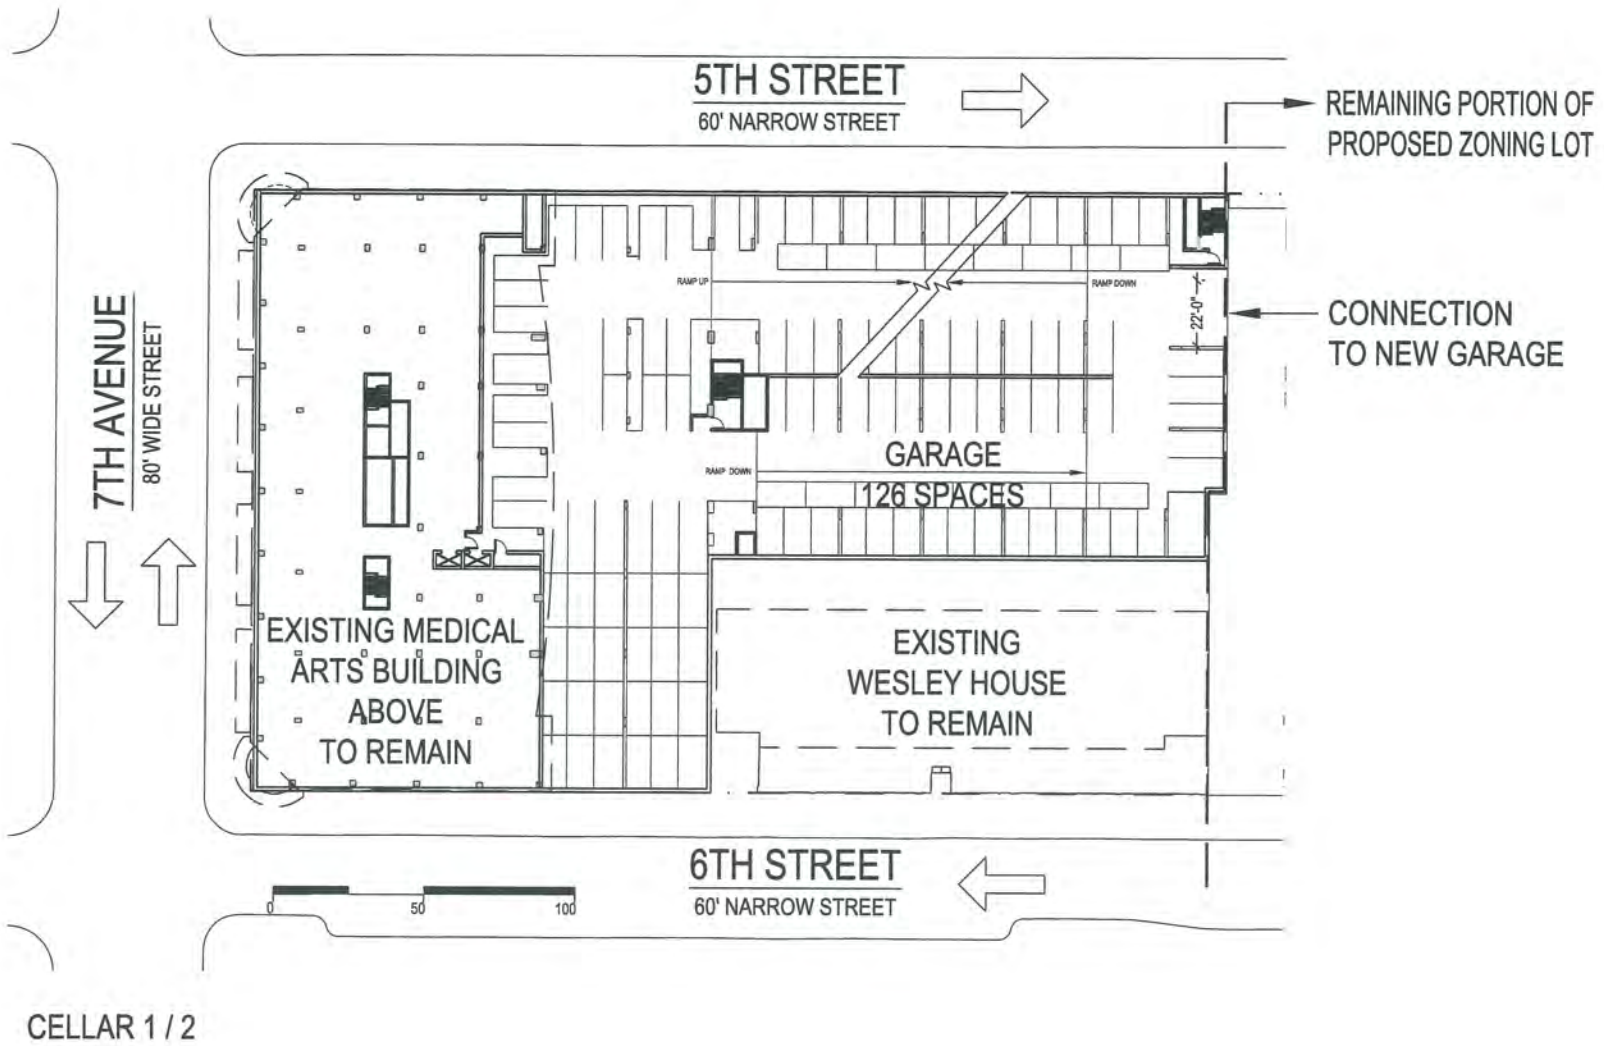 5TH STREET
60' NARROW STREET
REMAINING PORTION OF
PROPOSED ZONING LOT
RAMP UP
RAMP DOWN
22'-0"
CONNECTION
TO NEW GARAGE
7TH AVENUE
80' WIDE STREET
GARAGE
126 SPACES
RAMP DOWN
EXISTING MEDICAL
ARTS BUILDING
ABOVE
TO REMAIN
EXISTING
WESLEY HOUSE
TO REMAIN
6TH STREET
60' NARROW STREET
0 50 100
CELLAR 1 / 2